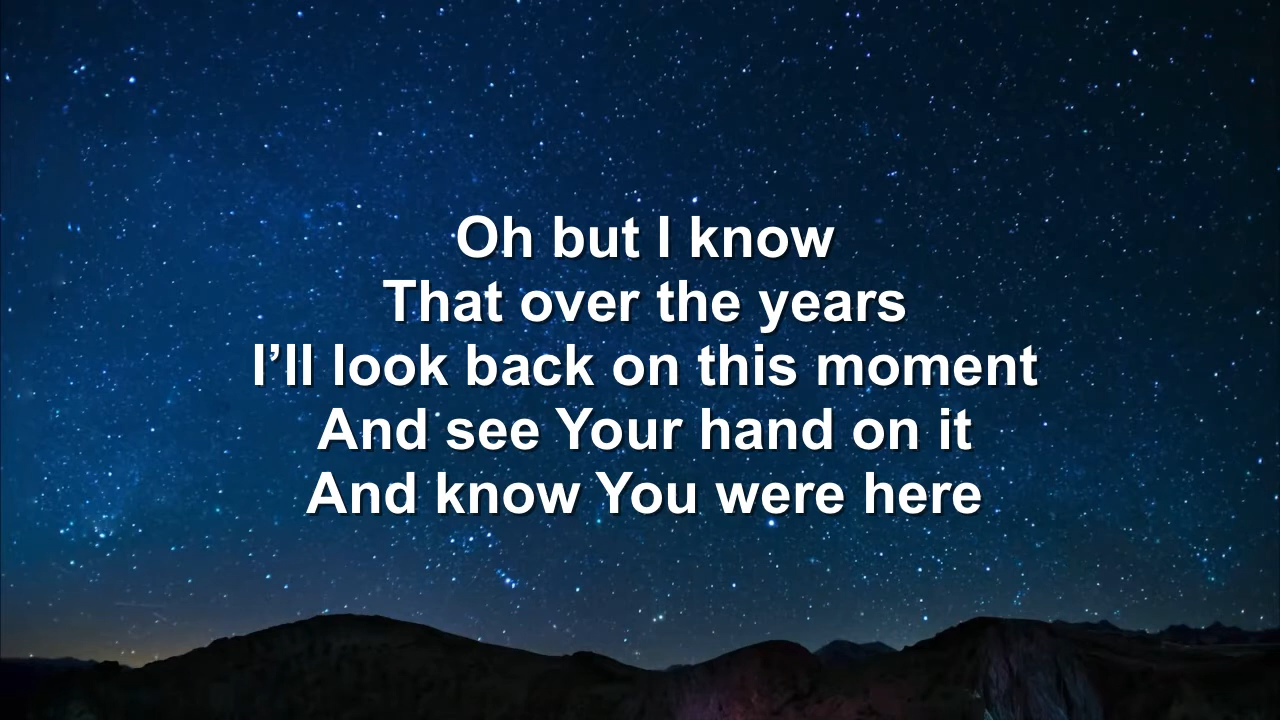 Oh but I know
That over the years
I’ll look back on this moment
And see Your hand on it
And know You were here